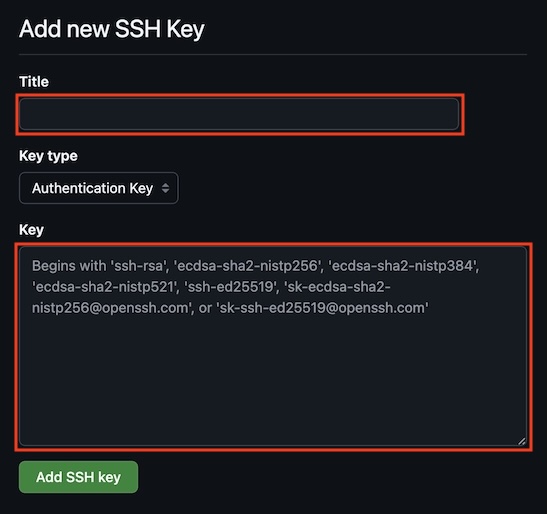 Add new SSH Key
Title
Key type
Authentication Key
Key
Begins with 'ssh-rsa', 'ecdsa-sha2-nistp256', 'ecdsa-sha2-nistp384',
'ecdsa-sha2-nistp521', 'ssh-ed25519', 'sk-ecdsa-sha2-
nistp256@openssh.com', or 'sk-ssh-ed25519@openssh.com'
Add SSH key